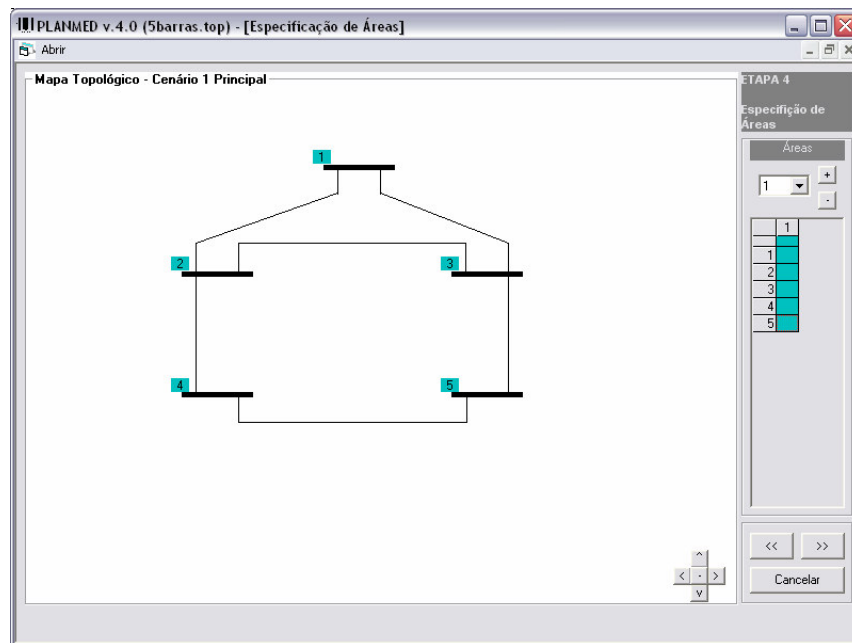 PLANMED v.4.0 (5barras.top) - [Especificação de Áreas]
Abrir
Mapa Topológico - Cenário 1 Principal
1
2
3
4
5
ETAPA 4
Especifição de
Áreas
Áreas
1
+
-
1
1
2
3
4
5
^
< · >
v
<< >>
Cancelar